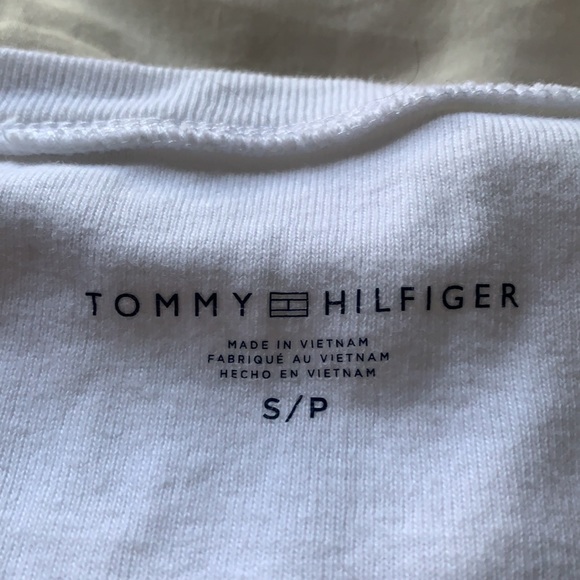 TOMMY HILFIGER
MADE IN VIETNAM
FABRIQUÉ AU VIETNAM
HECHO EN VIETNAM
S/P